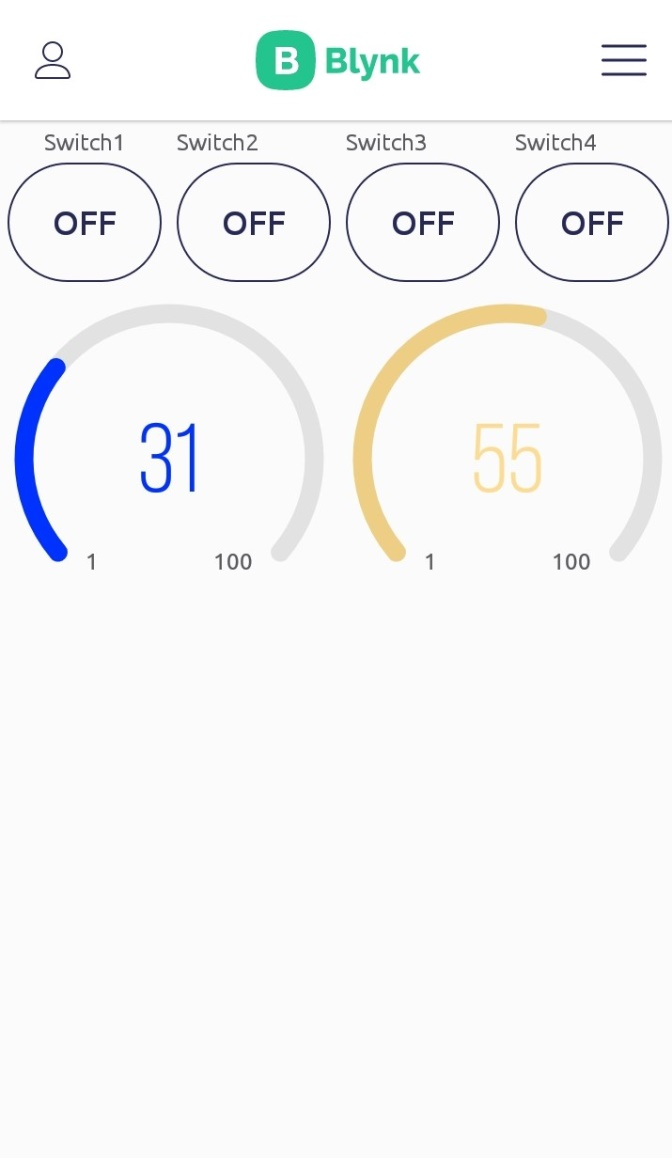 B Blynk
Switch1 Switch2 Switch3 Switch4
OFF OFF OFF OFF
31 55
1 100 1 100